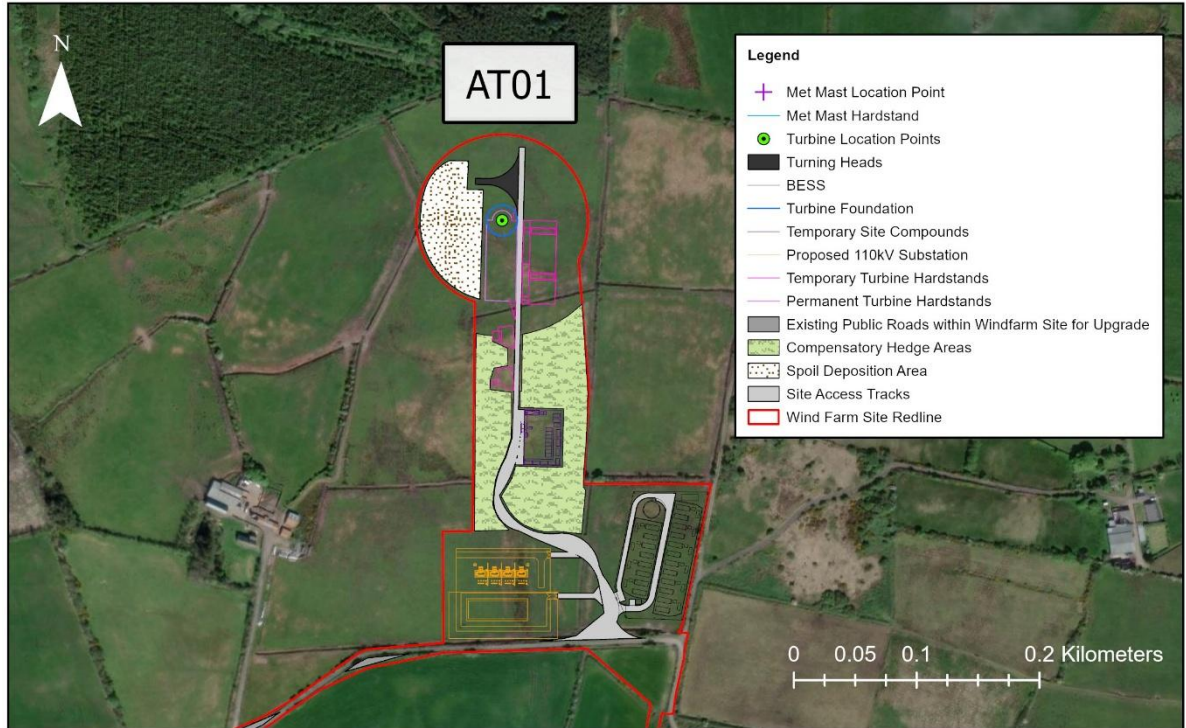 N
AT01
Legend
Met Mast Location Point
Met Mast Hardstand
Turbine Location Points
Turning Heads
BESS
Turbine Foundation
Temporary Site Compounds
Proposed 110kV Substation
Temporary Turbine Hardstands
Permanent Turbine Hardstands
Existing Public Roads within Windfarm Site for Upgrade
Compensatory Hedge Areas
Spoil Deposition Area
Site Access Tracks
Wind Farm Site Redline
0 0.05 0.1 0.2 Kilometers